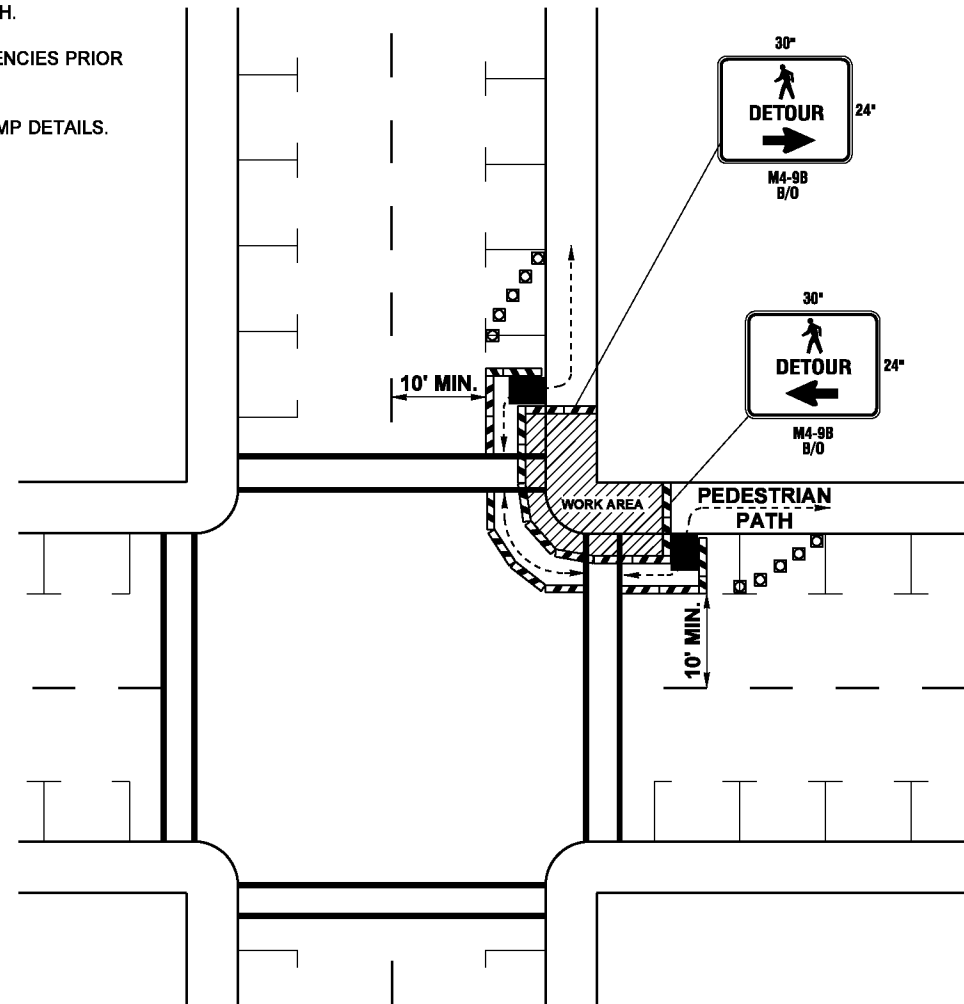 H.
ENCIES PRIOR
MP DETAILS.
30"
DETOUR
24"
M4-9B
B/O
30"
DETOUR
24"
M4-9B
B/O
10' MIN.
WORK AREA
PEDESTRIAN
PATH
10' MIN.